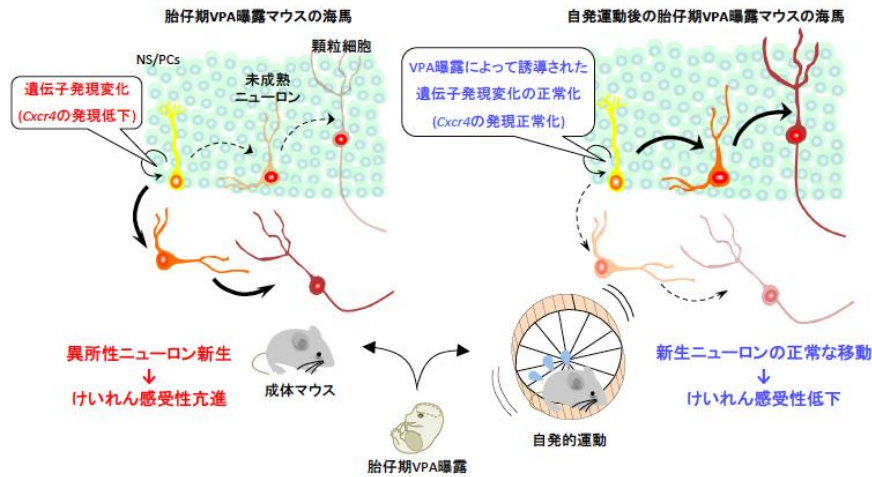 胎仔期VPA曝露マウスの海馬
NS/PCs
顆粒細胞
遺伝子発現変化
(Cxcr4の発現低下)
未成熟
ニューロン
異所性ニューロン新生
↓
けいれん感受性亢進
成体マウス
胎仔期VPA曝露
自発運動後の胎仔期VPA曝露マウスの海馬
VPA曝露によって誘導された
遺伝子発現変化の正常化
(Cxcr4の発現正常化)
新生ニューロンの正常な移動
↓
けいれん感受性低下
自発的運動